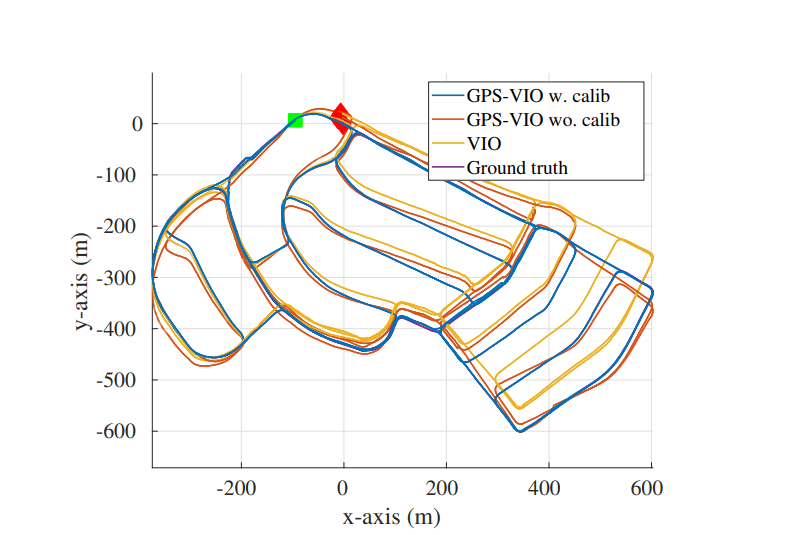 GPS-VIO w. calib
GPS-VIO wo. calib
VIO
Ground truth
0
-100
-200
-300
-400
-500
-600
y-axis (m)
-200 0 200 400 600
x-axis (m)